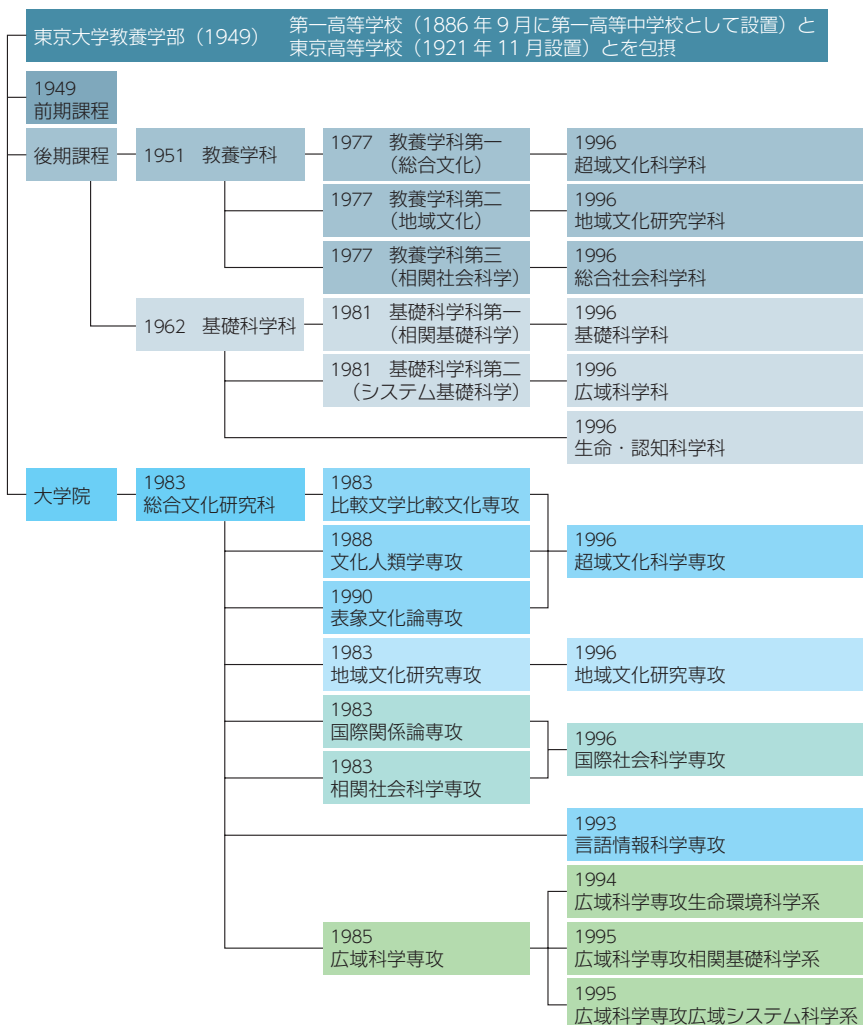 東京大学教養学部（1949）
第一高等学校（1886 年 9 月に第一高等中学校として設置）と
東京高等学校（1921 年 11 月設置）とを包摂
1949
前期課程
後期課程
1951 教養学科
1977 教養学科第一
（総合文化）
1996
超域文化科学科
1977 教養学科第二
（地域文化）
1996
地域文化研究学科
1977 教養学科第三
（相関社会科学）
1996
総合社会科学科
1962 基礎科学科
1981 基礎科学科第一
（相関基礎科学）
1996
基礎科学科
1981 基礎科学科第二
（システム基礎科学）
1996
広域科学科
1996
生命・認知科学科
大学院
1983
総合文化研究科
1983
比較文学比較文化専攻
1988
文化人類学専攻
1990
表象文化論専攻
1996
超域文化科学専攻
1983
地域文化研究専攻
1996
地域文化研究専攻
1983
国際関係論専攻
1983
相関社会科学専攻
1996
国際社会科学専攻
1993
言語情報科学専攻
1985
広域科学専攻
1994
広域科学専攻生命環境科学系
1995
広域科学専攻相関基礎科学系
1995
広域科学専攻広域システム科学系